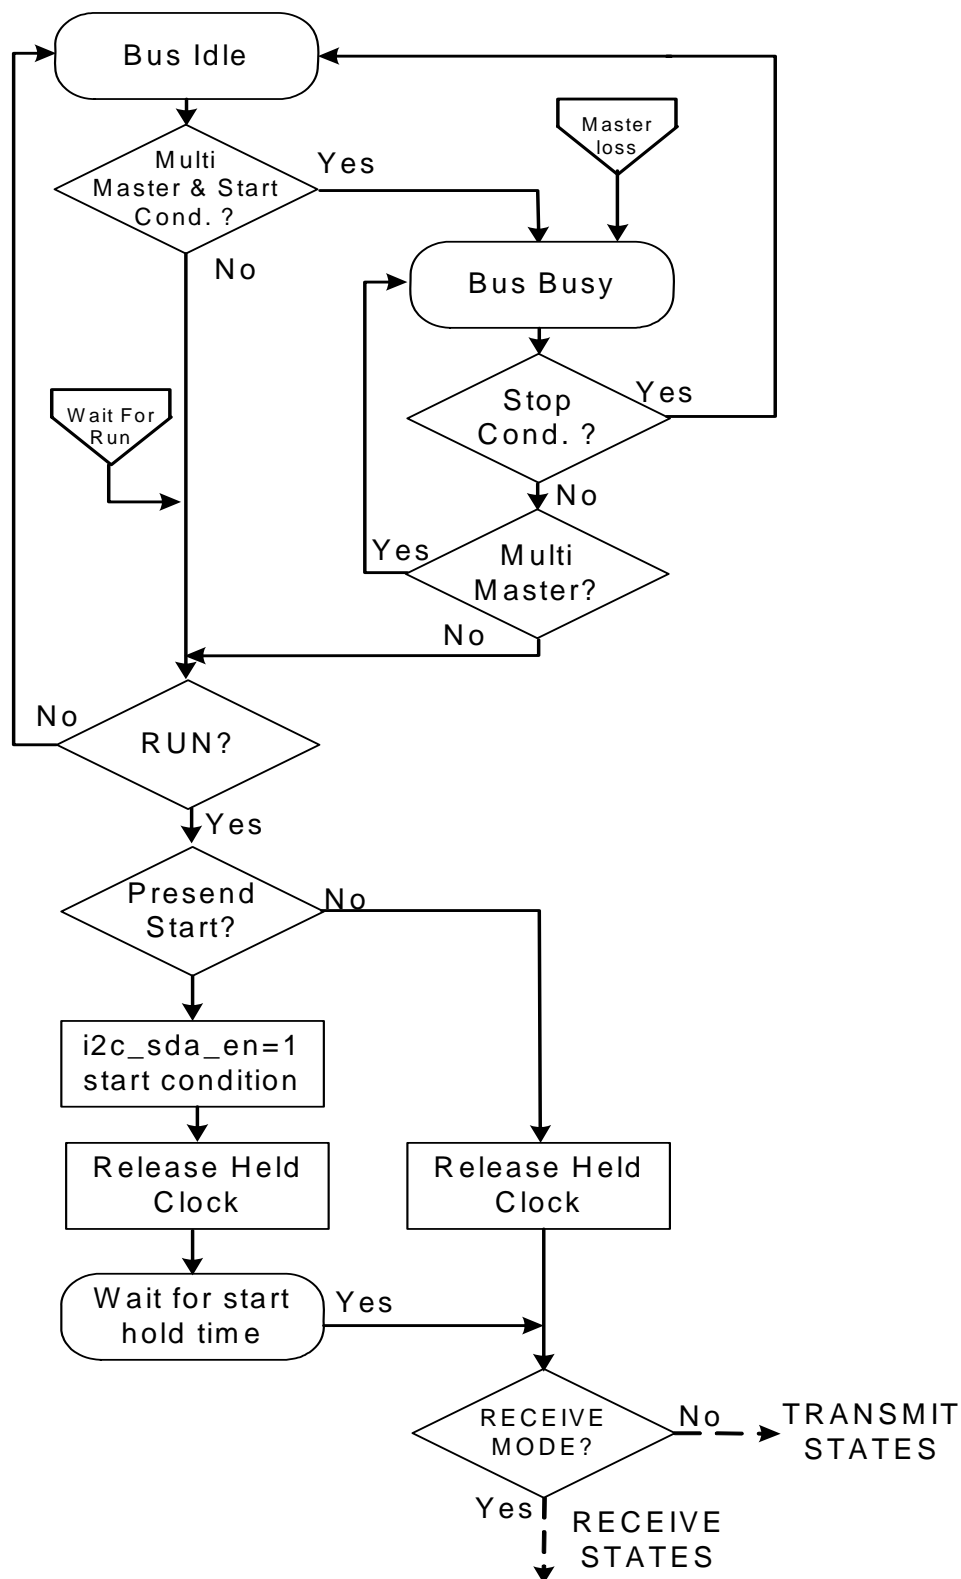 Bus Idle
Master
loss
Multi
Master & Start
Cond. ?
Yes
No
Bus Busy
Wait For
Run
Stop
Cond. ?
Yes
No
Multi
Master?
Yes
No
RUN?
No
Yes
Presend
Start?
No
i2c_sda_en=1
start condition
Release Held
Clock
Release Held
Clock
Wait for start
hold time
Yes
RECEIVE
MODE?
No
TRANSMIT
STATES
Yes
RECEIVE
STATES